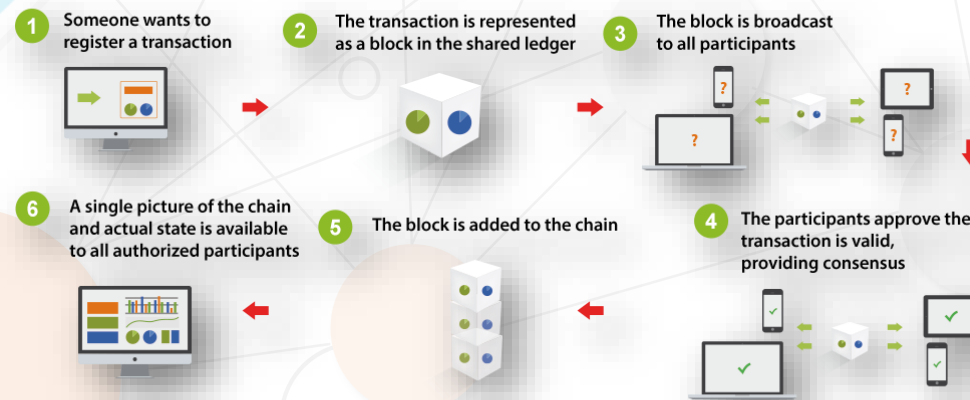 1
Someone wants to
register a transaction
2
The transaction is represented
as a block in the shared ledger
3
The block is broadcast
to all participants
?
?
?
?
4
The participants approve the
transaction is valid,
providing consensus
5
The block is added to the chain
6
A single picture of the chain
and actual state is available
to all authorized participants